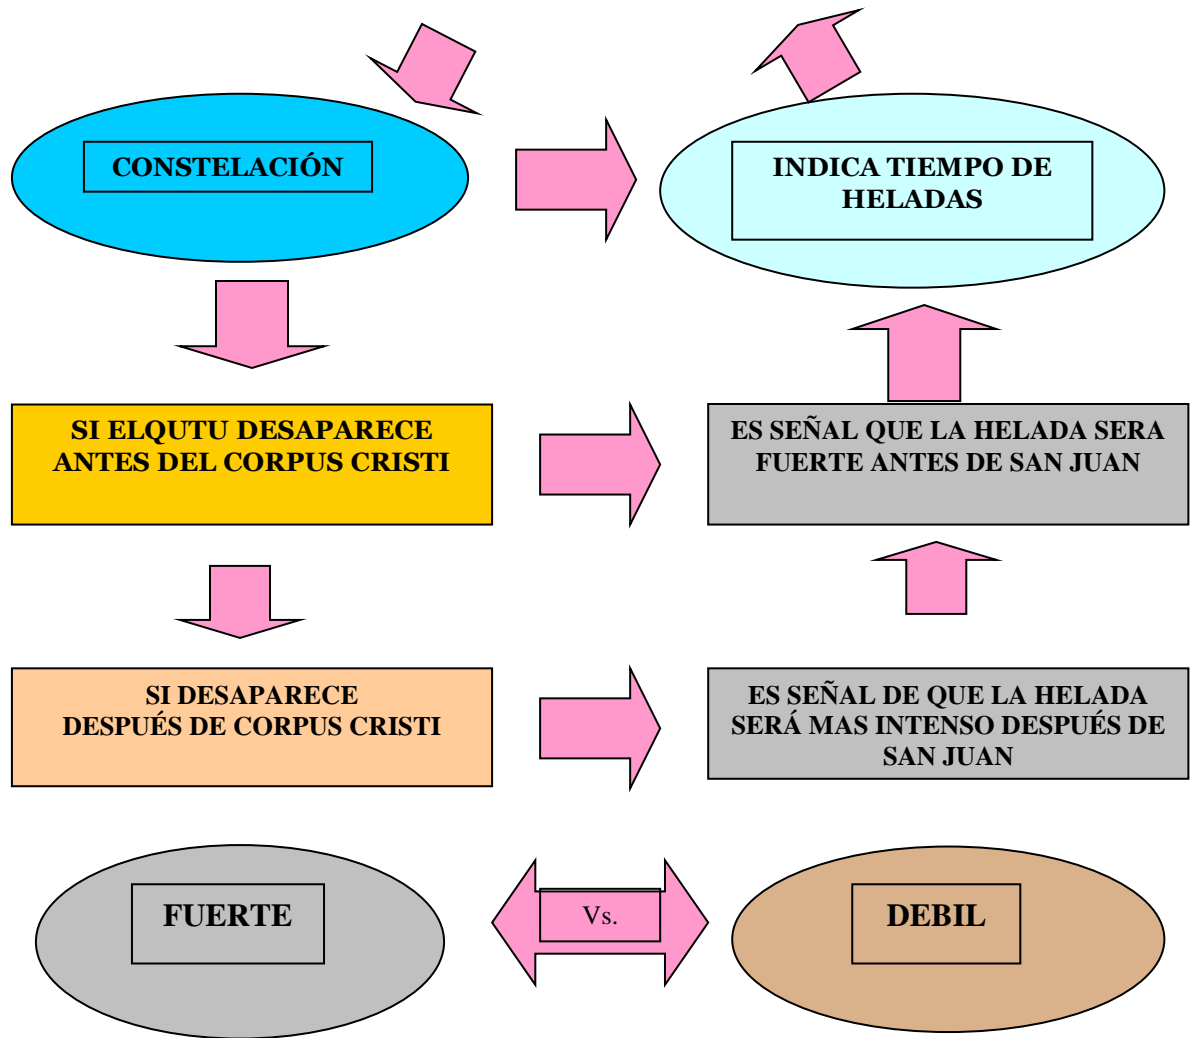 CONSTELACIÓN
INDICA TIEMPO DE
HELADAS
SI ELQUTU DESAPARECE
ANTES DEL CORPUS CRISTI
ES SEÑAL QUE LA HELADA SERA
FUERTE ANTES DE SAN JUAN
SI DESAPARECE
DESPUÉS DE CORPUS CRISTI
ES SEÑAL DE QUE LA HELADA
SERÁ MAS INTENSO DESPUÉS DE
SAN JUAN
FUERTE
Vs.
DEBIL